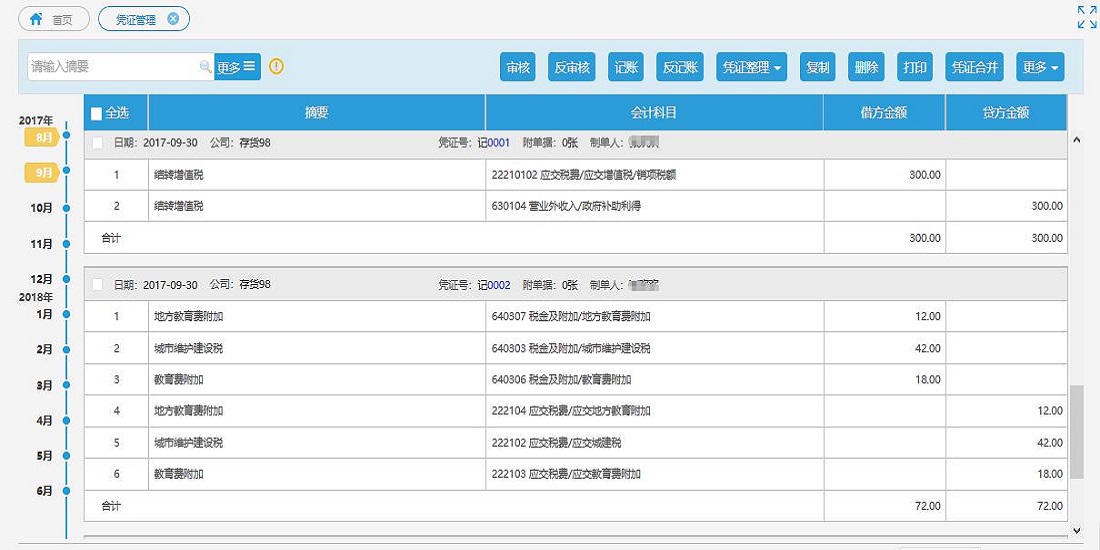 首页 凭证管理
请输入摘要 更多 审核 反审核 记账 反记账 凭证整理 复制 删除 打印 凭证合并 更多
2017年
8月
9月
10月
11月
12月
2018年
1月
2月
3月
4月
5月
6月
全选 摘要 会计科目 借方金额 贷方金额
日期: 2017-09-30 公司: 存货98 凭证号: 记0001 附单据: 0张 制单人:
1 结转增值税 22210102 应交税费/应交增值税/销项税额 300.00
2 结转增值税 630104 营业外收入/政府补助利得 300.00
合计 300.00 300.00
日期: 2017-09-30 公司: 存货98 凭证号: 记0002 附单据: 0张 制单人:
1 地方教育费附加 640307 税金及附加/地方教育费附加 12.00
2 城市维护建设税 640303 税金及附加/城市维护建设税 42.00
3 教育费附加 640306 税金及附加/教育费附加 18.00
4 地方教育费附加 222104 应交税费/应交地方教育附加 12.00
5 城市维护建设税 222102 应交税费/应交城建税 42.00
6 教育费附加 222103 应交税费/应交教育费附加 18.00
合计 72.00 72.00